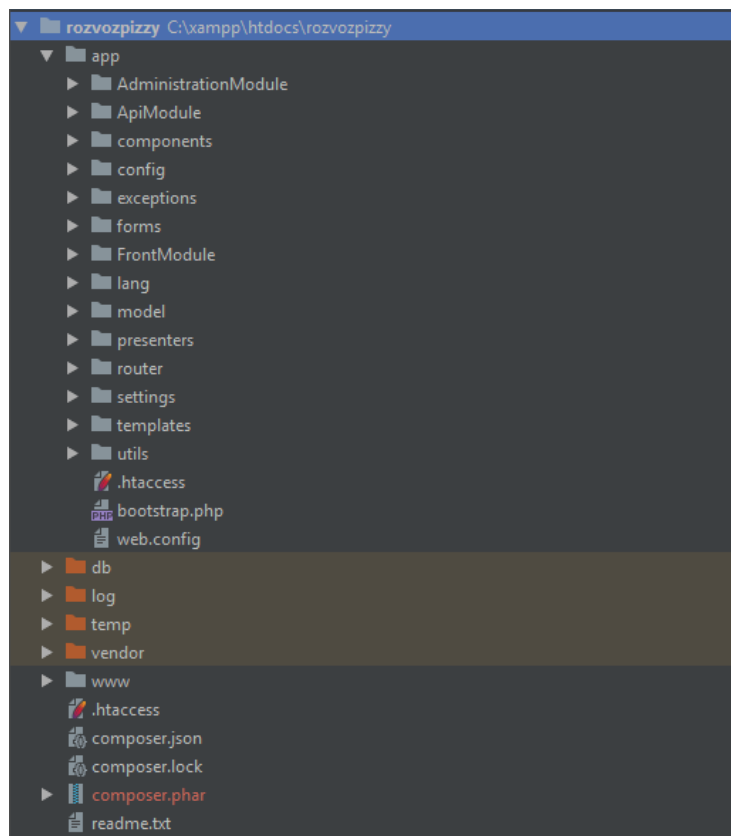 rozvozpizzy C:\xampp\htdocs\rozvozpizzy
app
AdministrationModule
ApiModule
components
config
exceptions
forms
FrontModule
lang
model
presenters
router
settings
templates
utils
.htaccess
PHP bootstrap.php
web.config
db
log
temp
vendor
www
.htaccess
composer.json
composer.lock
composer.phar
readme.txt